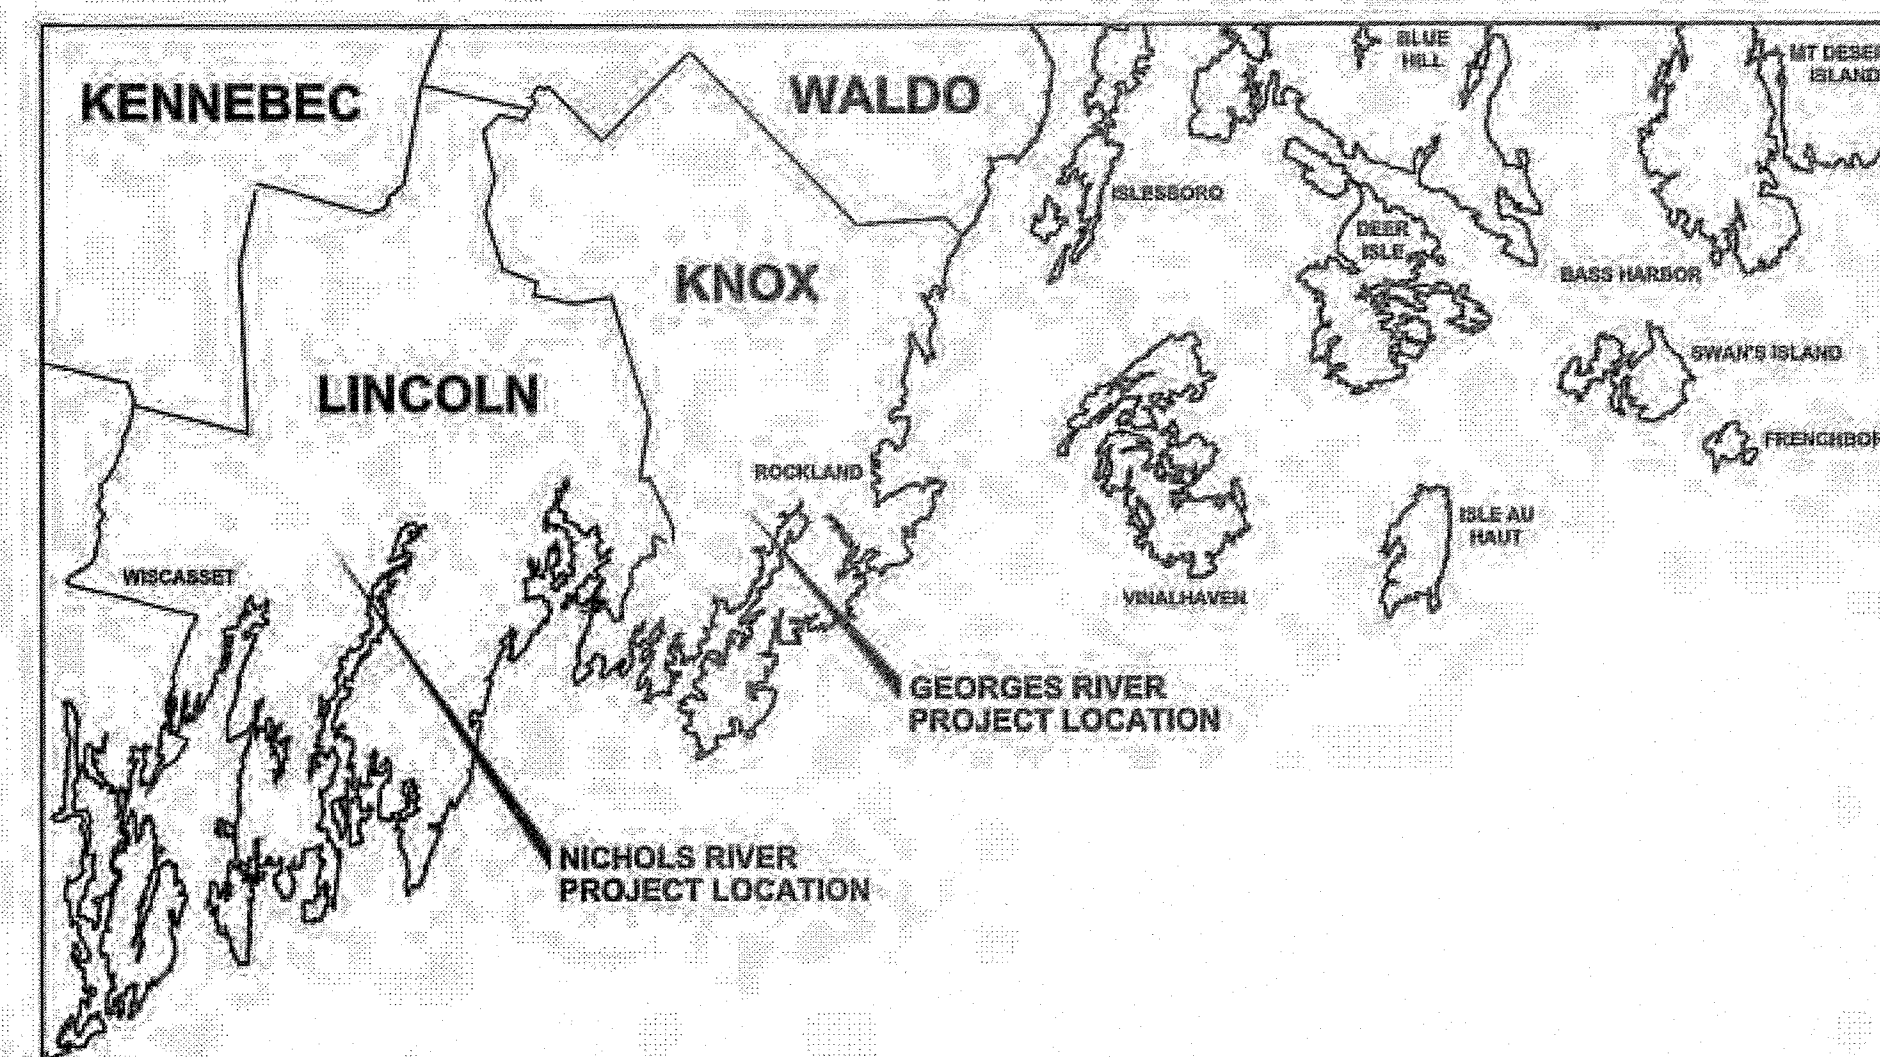 BLUE
HILL
MT DESER
ISLAND
KENNEBEC
WALDO
ISLESBORO
DEER
ISLE
BASS HARBOR
KNOX
SWAN'S ISLAND
LINCOLN
FRENCHBOR
ROCKLAND
ISLE AU
HAUT
WISCASSET
VINALHAVEN
GEORGES RIVER
PROJECT LOCATION
NICHOLS RIVER
PROJECT LOCATION